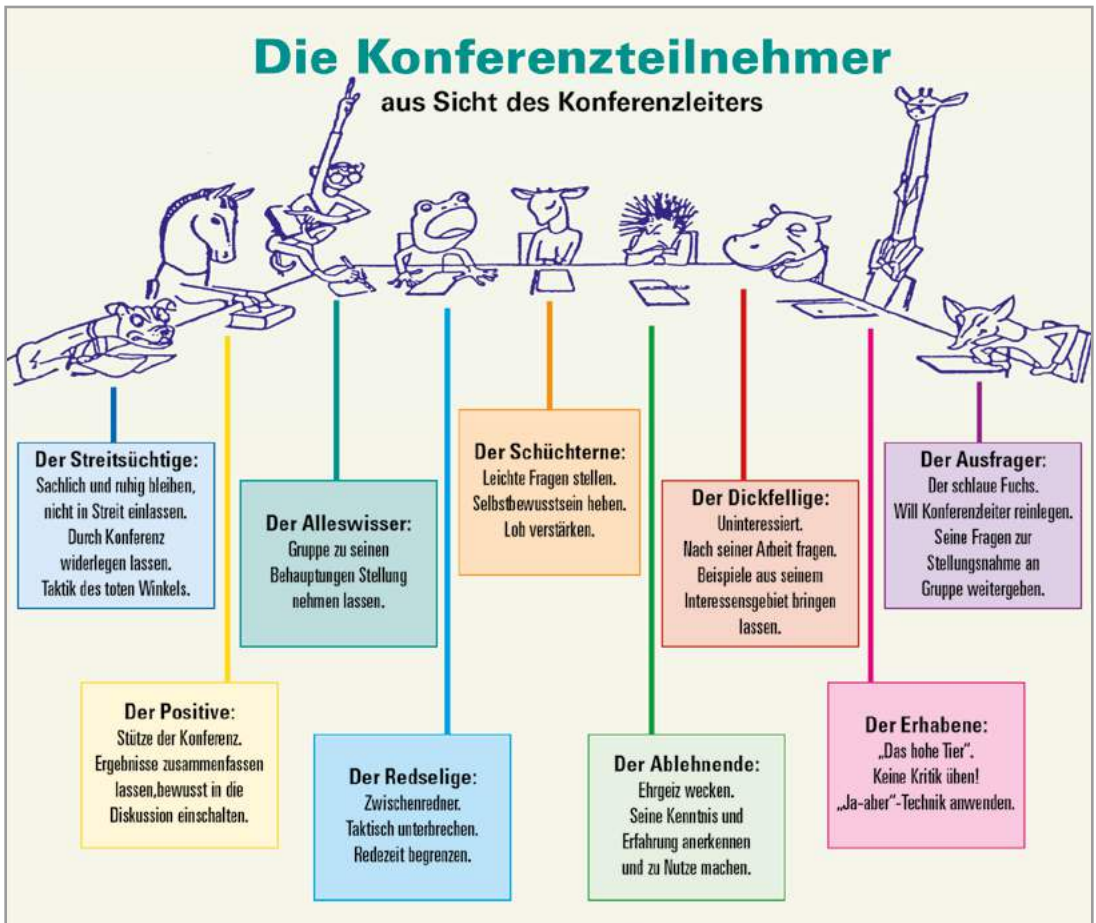 Die Konferenzteilnehmer
aus Sicht des Konferenzleiters
Der Streitsüchtige:
Sachlich und ruhig bleiben,
nicht in Streit einlassen.
Durch Konferenz
widerlegen lassen.
Taktik des toten Winkels.
Der Positive:
Stütze der Konferenz.
Ergebnisse zusammenfassen
lassen,bewusst in die
Diskussion einschalten.
Der Alleswisser:
Gruppe zu seinen
Behauptungen Stellung
nehmen lassen.
Der Redselige:
Zwischenredner.
Taktisch unterbrechen.
Redezeit begrenzen.
Der Schüchterne:
Leichte Fragen stellen.
Selbstbewusstsein heben.
Lob verstärken.
Der Ablehnende:
Ehrgeiz wecken.
Seine Kenntnis und
Erfahrung anerkennen
und zu Nutze machen.
Der Dickfellige:
Uninteressiert.
Nach seiner Arbeit fragen.
Beispiele aus seinem
Interessensgebiet bringen
lassen.
Der Erhabene:
„Das hohe Tier“.
Keine Kritik üben!
„Ja-aber“-Technik anwenden.
Der Ausfrager:
Der schlaue Fuchs.
Will Konferenzleiter reinlegen.
Seine Fragen zur
Stellungsnahme an
Gruppe weitergeben.